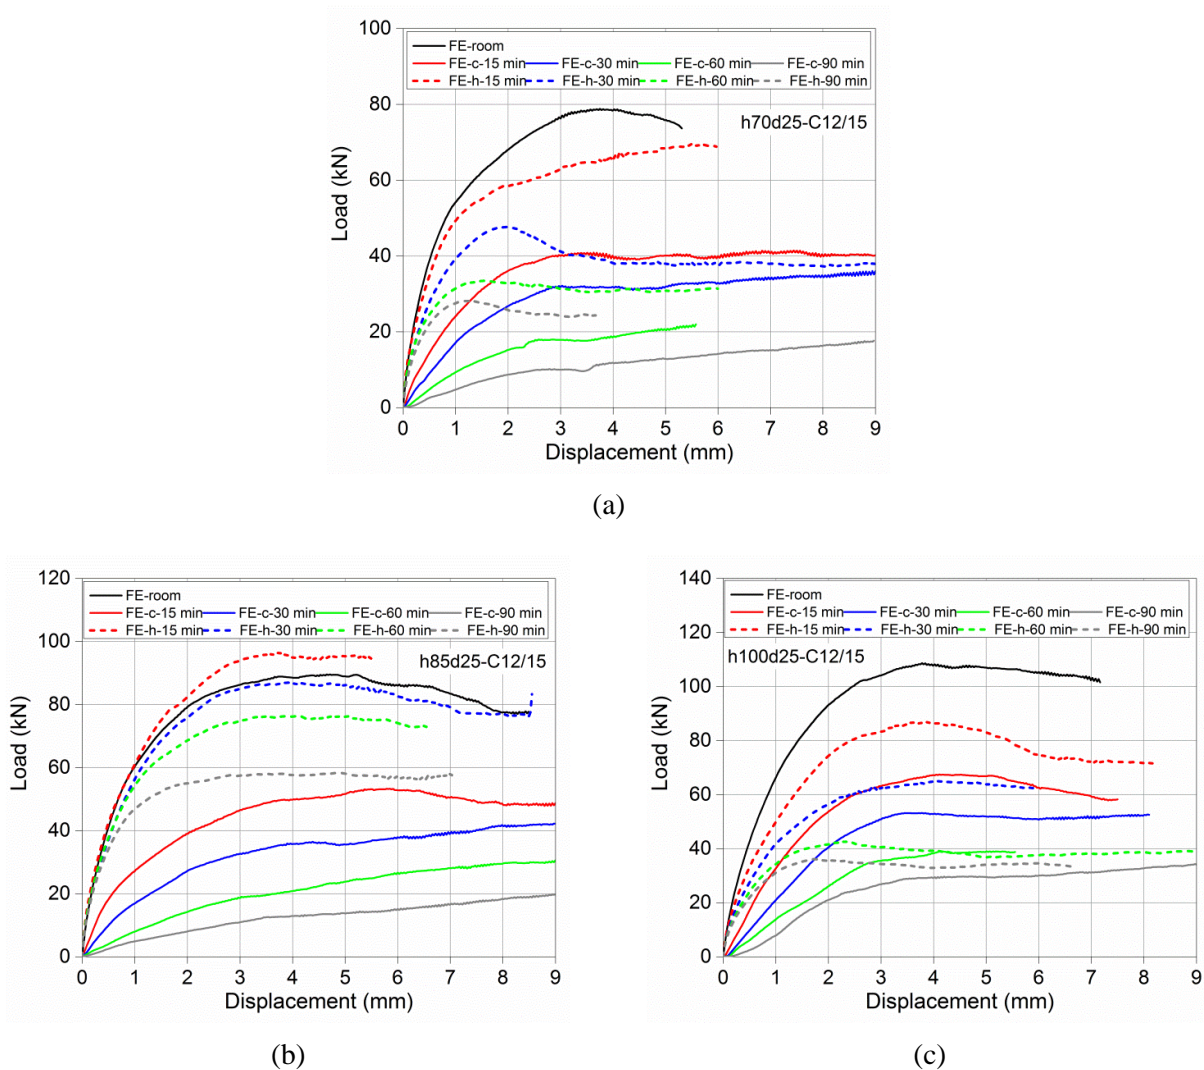 100
80
60
40
20
0
Load (kN)
FE-room
FE-c-15 min FE-c-30 min FE-c-60 min FE-c-90 min
FE-h-15 min FE-h-30 min FE-h-60 min FE-h-90 min
h70d25-C12/15
0 1 2 3 4 5 6 7 8 9
Displacement (mm)
(a)
120
100
80
60
40
20
0
Load (kN)
FE-room
FE-c-15 min FE-c-30 min FE-c-60 min FE-c-90 min
FE-h-15 min FE-h-30 min FE-h-60 min FE-h-90 min
h85d25-C12/15
0 1 2 3 4 5 6 7 8 9
Displacement (mm)
(b)
140
120
100
80
60
40
20
0
Load (kN)
FE-room
FE-c-15 min FE-c-30 min FE-c-60 min FE-c-90 min
FE-h-15 min FE-h-30 min FE-h-60 min FE-h-90 min
h100d25-C12/15
0 1 2 3 4 5 6 7 8 9
Displacement (mm)
(c)